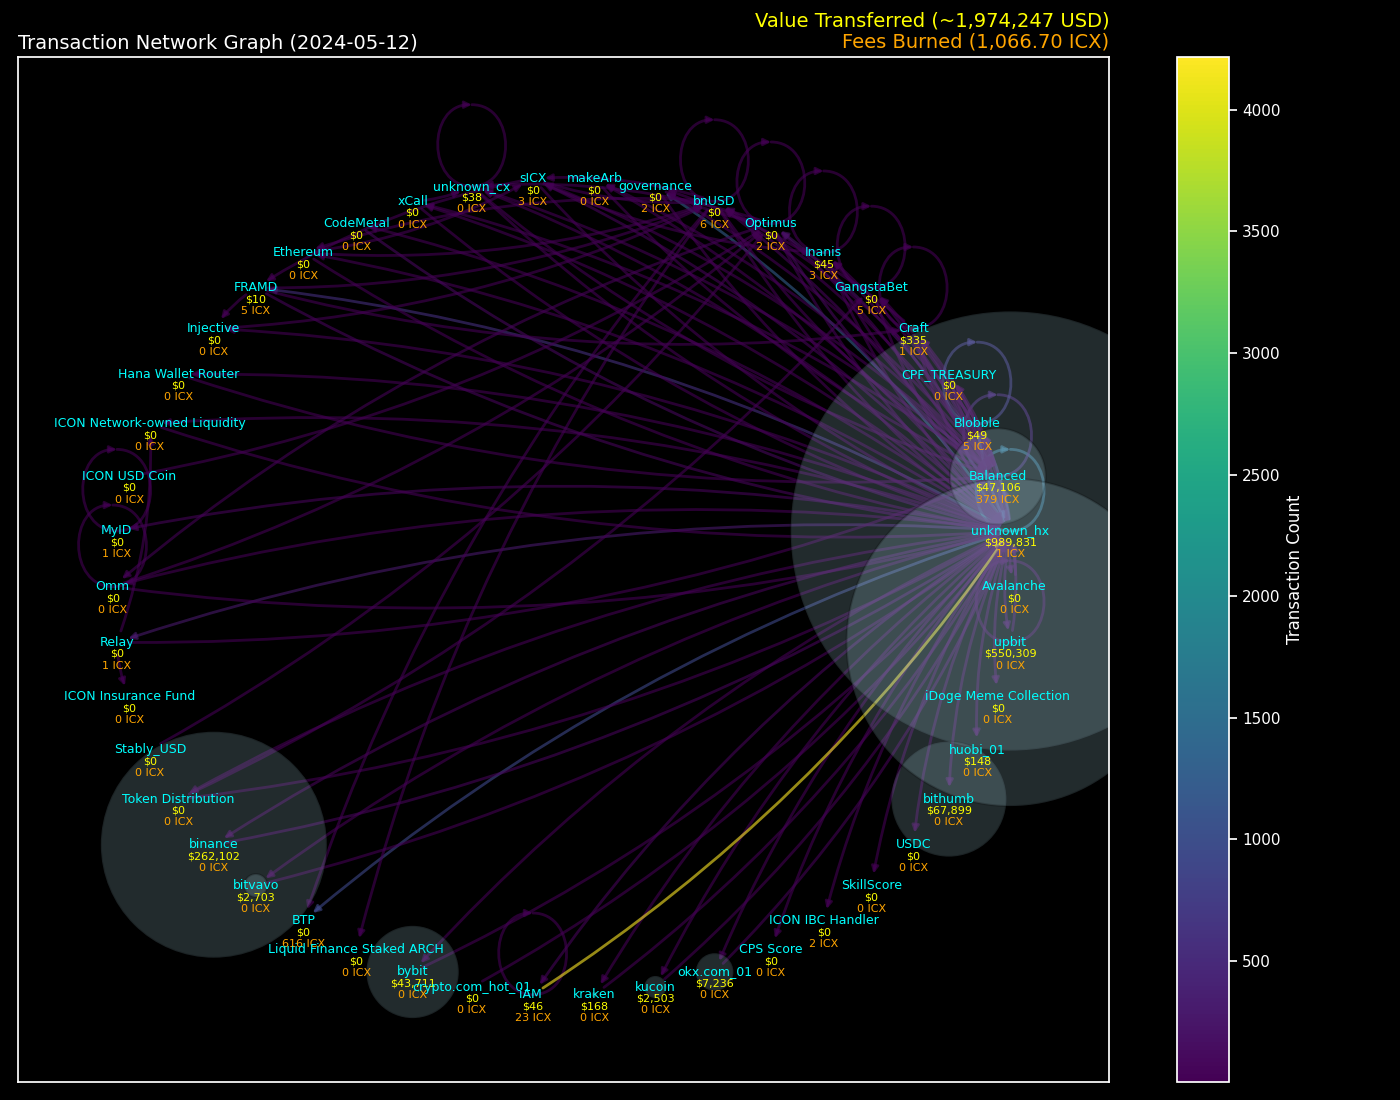 Value Transferred (~1,974,247 USD)
Transaction Network Graph (2024-05-12)
Fees Burned (1,066.70 ICX)
unknown_cx
$38
0 ICX
sICX
$0
3 ICX
makeArb
$0
0 ICX
governance
$0
2 ICX
xCall
$0
0 ICX
bnUSD
$0
6 ICX
CodeMetal
$0
0 ICX
Optimus
$0
2 ICX
Ethereum
$0
0 ICX
Inanis
$45
3 ICX
FRAMD
$10
5 ICX
GangstaBet
$0
5 ICX
Injective
$0
0 ICX
Craft
$335
1 ICX
Hana Wallet Router
$0
0 ICX
CPF_TREASURY
$0
0 ICX
ICON Network-owned Liquidity
$0
0 ICX
Blobble
$49
5 ICX
ICON USD Coin
$0
0 ICX
Balanced
$47,106
379 ICX
MyID
$0
1 ICX
unknown_hx
$989,831
1 ICX
Omm
$0
0 ICX
Avalanche
$0
0 ICX
Relay
$0
1 ICX
upbit
$550,309
0 ICX
ICON Insurance Fund
$0
0 ICX
iDoge Meme Collection
$0
0 ICX
Stably_USD
$0
0 ICX
huobi_01
$148
0 ICX
Token Distribution
$0
0 ICX
bithumb
$67,899
0 ICX
binance
$262,102
0 ICX
USDC
$0
0 ICX
bitvavo
$2,703
0 ICX
SkillScore
$0
0 ICX
BTP
$0
616 ICX
ICON IBC Handler
$0
2 ICX
Liquid Finance Staked ARCH
$0
0 ICX
CPS Score
$0
0 ICX
bybit
$43,711
0 ICX
crypto.com_hot_01
$0
0 ICX
IAM
$46
23 ICX
kraken
$168
0 ICX
kucoin
$2,503
0 ICX
okx.com_01
$7,236
0 ICX
4000
3500
3000
2500
2000
1500
1000
500
Transaction Count